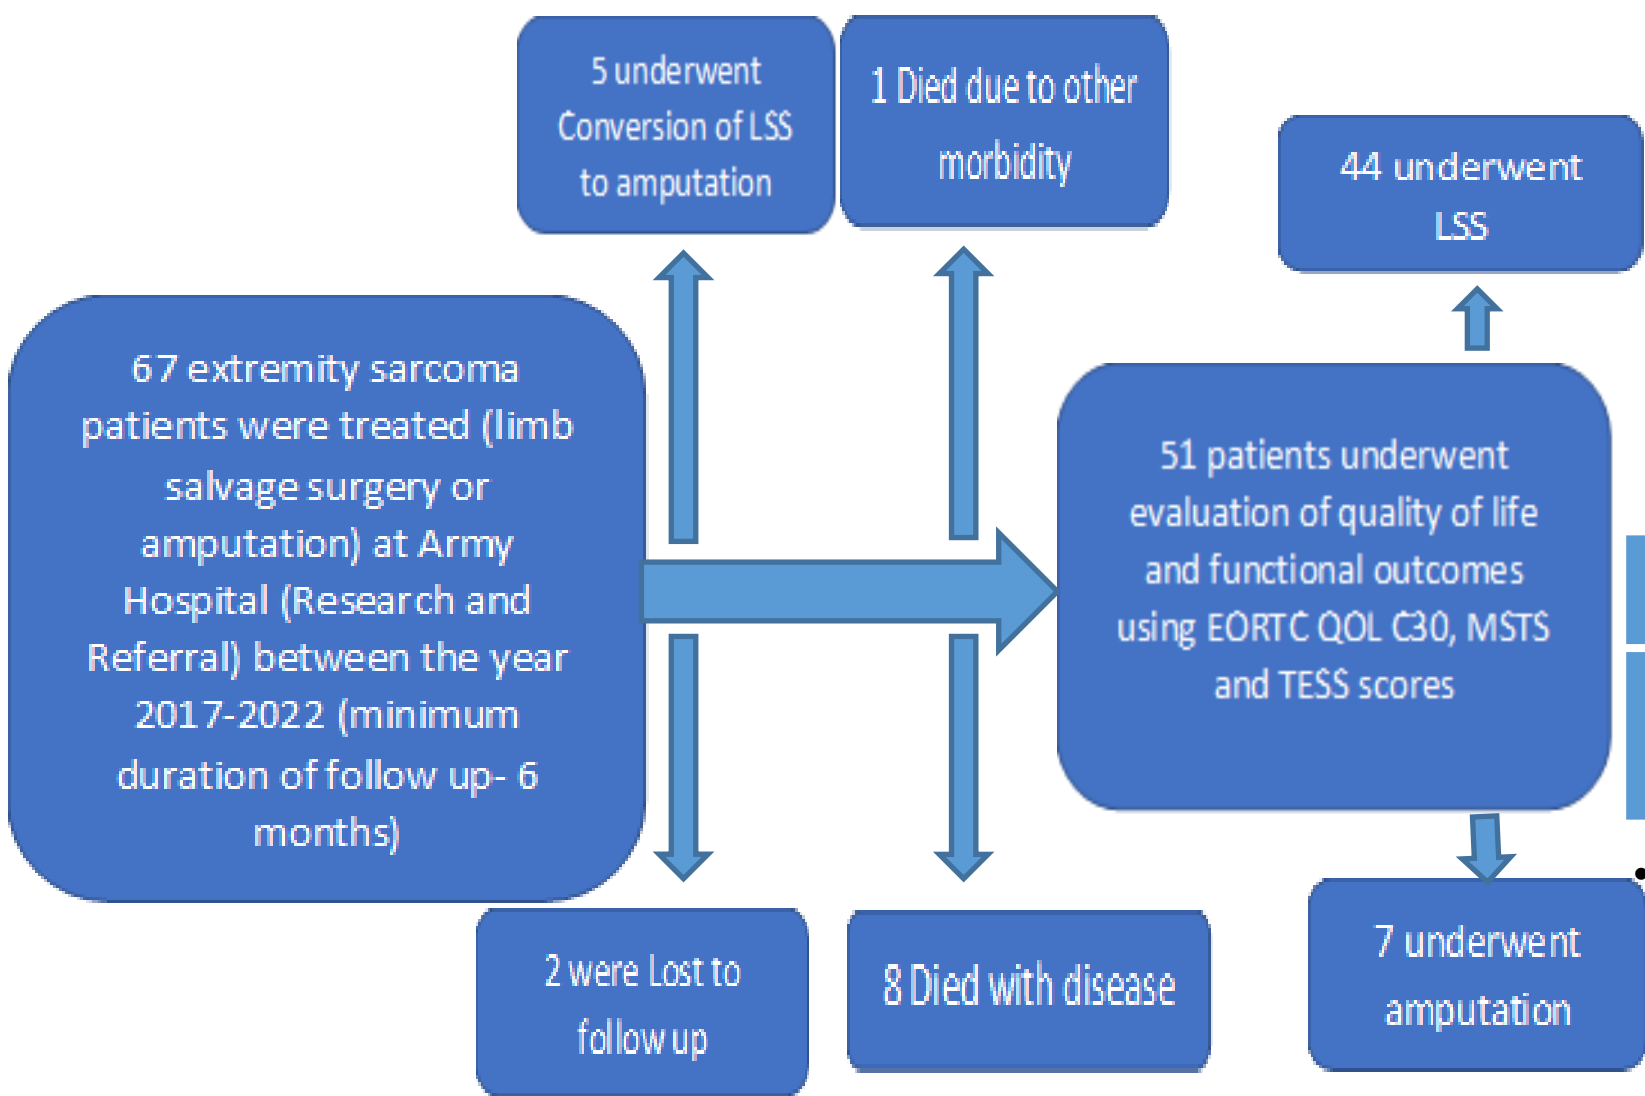 5 underwent
Conversion of LSS
to amputation
1 Died due to other
morbidity
44 underwent
LSS
67 extremity sarcoma
patients were treated (limb
salvage surgery or
amputation) at Army
Hospital (Research and
Referral) between the year
2017-2022 (minimum
duration of follow up- 6
months)
51 patients underwent
evaluation of quality of life
and functional outcomes
using EORTC QOL C30, MSTS
and TESS scores
2 were Lost to
follow up
8 Died with disease
7 underwent
amputation